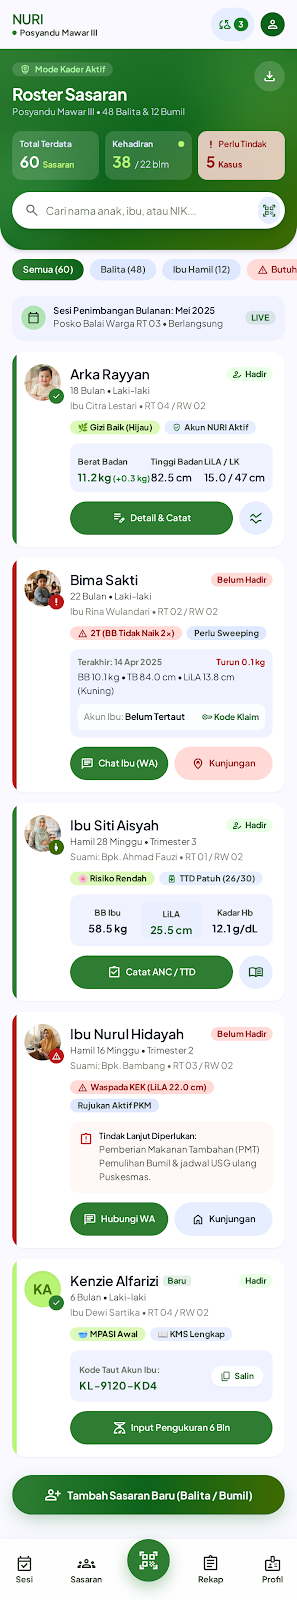 NURI
Posyandu Mawar III
3
Mode Kader Aktif
Roster Sasaran
Posyandu Mawar III • 48 Balita & 12 Bumil
Total Terdata
60 Sasaran
Kehadiran
38 / 22 blm
! Perlu Tindak
5 Kasus
Cari nama anak, ibu, atau NIK...
Semua (60)
Balita (48)
Ibu Hamil (12)
Butuh
Sesi Penimbangan Bulanan: Mei 2025
Posko Balai Warga RT 03 • Berlangsung
LIVE
Arka Rayyan
Hadir
18 Bulan • Laki-laki
Ibu Citra Lestari • RT 04 / RW 02
Gizi Baik (Hijau)
Akun NURI Aktif
Berat Badan
11.2 kg (+0.3 kg)
Tinggi Badan
82.5 cm
LiLA / LK
15.0 / 47 cm
Detail & Catat
Bima Sakti
Belum Hadir
22 Bulan • Laki-laki
Ibu Rina Wulandari • RT 02 / RW 02
2T (BB Tidak Naik 2×)
Perlu Sweeping
Terakhir: 14 Apr 2025
Turun 0.1 kg
BB 10.1 kg • TB 84.0 cm • LiLA 13.8 cm
(Kuning)
Akun Ibu: Belum Tertaut
Kode Klaim
Chat Ibu (WA)
Kunjungan
Ibu Siti Aisyah
Hadir
Hamil 28 Minggu • Trimester 3
Suami: Bpk. Ahmad Fauzi • RT 01 / RW 02
Risiko Rendah
TTD Patuh (26/30)
BB Ibu
58.5 kg
LiLA
25.5 cm
Kadar Hb
12.1 g/dL
Catat ANC / TTD
Ibu Nurul Hidayah
Belum Hadir
Hamil 16 Minggu • Trimester 2
Suami: Bpk. Bambang • RT 03 / RW 02
Waspada KEK (LiLA 22.0 cm)
Rujukan Aktif PKM
Tindak Lanjut Diperlukan:
Pemberian Makanan Tambahan (PMT)
Pemulihan Bumil & jadwal USG ulang
Puskesmas.
Hubungi WA
Kunjungan
KA
Kenzie Alfarizi
Baru
Hadir
6 Bulan • Laki-laki
Ibu Dewi Sartika • RT 04 / RW 02
MPASI Awal
KMS Lengkap
Kode Taut Akun Ibu:
KL-9120-KD4
Salin
Input Pengukuran 6 Bln
Tambah Sasaran Baru (Balita / Bumil)
Sesi
Sasaran
Rekap
Profil